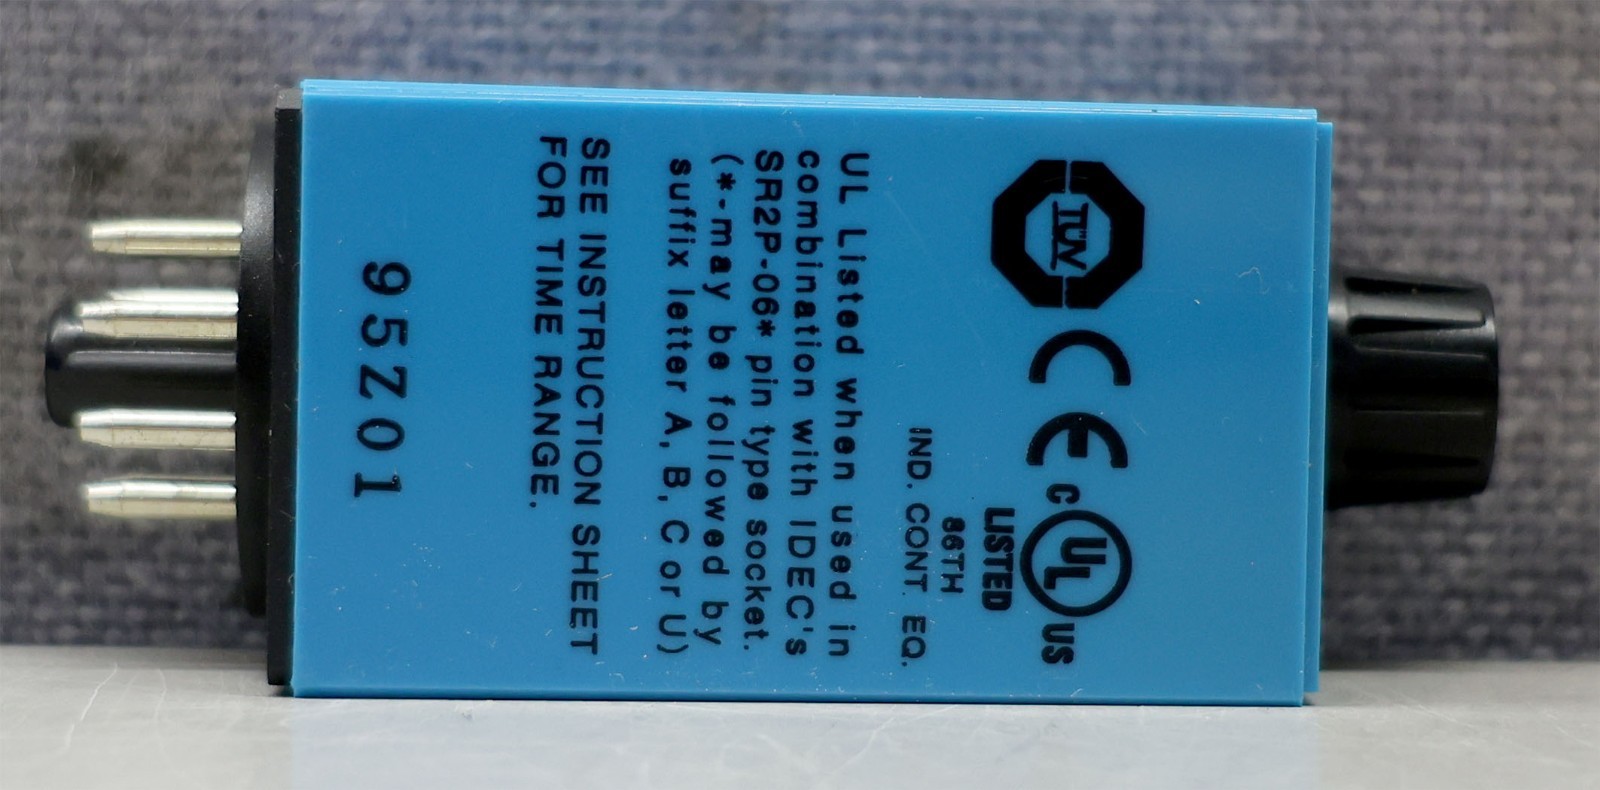 TÜV
CE
c UL US
LISTED
86TH
IND. CONT. EQ.
UL Listed when used in
combination with IDEC's
SR2P-06* pin type socket.
(*-may be followed by
suffix letter A, B, C or U)
SEE INSTRUCTION SHEET
FOR TIME RANGE.
95Z01